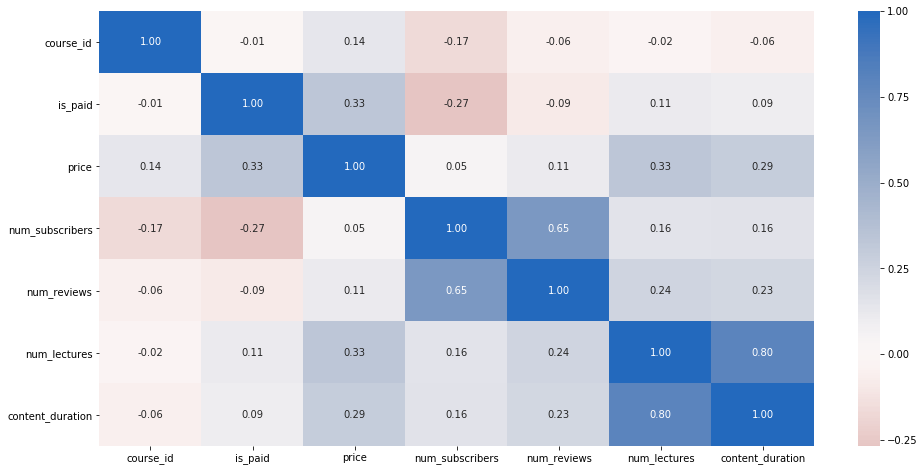 course_id 1.00 -0.01 0.14 -0.17 -0.06 -0.02 -0.06
is_paid -0.01 1.00 0.33 -0.27 -0.09 0.11 0.09
price 0.14 0.33 1.00 0.05 0.11 0.33 0.29
num_subscribers -0.17 -0.27 0.05 1.00 0.65 0.16 0.16
num_reviews -0.06 -0.09 0.11 0.65 1.00 0.24 0.23
num_lectures -0.02 0.11 0.33 0.16 0.24 1.00 0.80
content_duration -0.06 0.09 0.29 0.16 0.23 0.80 1.00
course_id is_paid price num_subscribers num_reviews num_lectures content_duration
1.00
0.75
0.50
0.25
0.00
−0.25